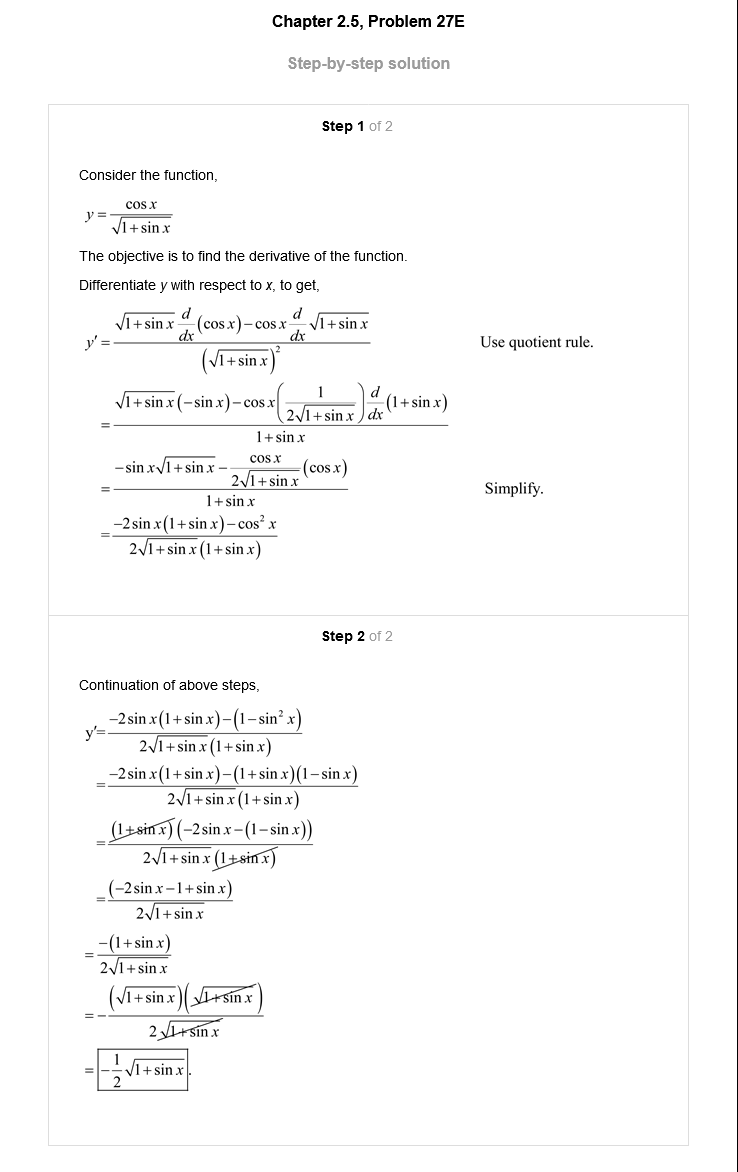 Chapter 2.5, Problem 27E
Step-by-step solution
Step 1 of 2
Consider the function,
y = \frac{\cos x}{\sqrt{1+\sin x}}
The objective is to find the derivative of the function.
Differentiate y with respect to x, to get,
y' = \frac{\sqrt{1+\sin x}\frac{d}{dx}(\cos x)-\cos x\frac{d}{dx}\sqrt{1+\sin x}}{(\sqrt{1+\sin x})^2} Use quotient rule.
= \frac{\sqrt{1+\sin x}(-\sin x)-\cos x\left(\frac{1}{2\sqrt{1+\sin x}}\right)\frac{d}{dx}(1+\sin x)}{1+\sin x}
= \frac{-\sin x\sqrt{1+\sin x}-\frac{\cos x}{2\sqrt{1+\sin x}}(\cos x)}{1+\sin x} Simplify.
= \frac{-2\sin x(1+\sin x)-\cos^2 x}{2\sqrt{1+\sin x}(1+\sin x)}
Step 2 of 2
Continuation of above steps,
y' = \frac{-2\sin x(1+\sin x)-(1-\sin^2 x)}{2\sqrt{1+\sin x}(1+\sin x)}
= \frac{-2\sin x(1+\sin x)-(1+\sin x)(1-\sin x)}{2\sqrt{1+\sin x}(1+\sin x)}
= \frac{(1+\sin x)(-2\sin x-(1-\sin x))}{2\sqrt{1+\sin x}(1+\sin x)}
= \frac{(-2\sin x-1+\sin x)}{2\sqrt{1+\sin x}}
= \frac{-(1+\sin x)}{2\sqrt{1+\sin x}}
= -\frac{(\sqrt{1+\sin x})(\sqrt{1+\sin x})}{2\sqrt{1+\sin x}}
= -\frac{1}{2}\sqrt{1+\sin x}.